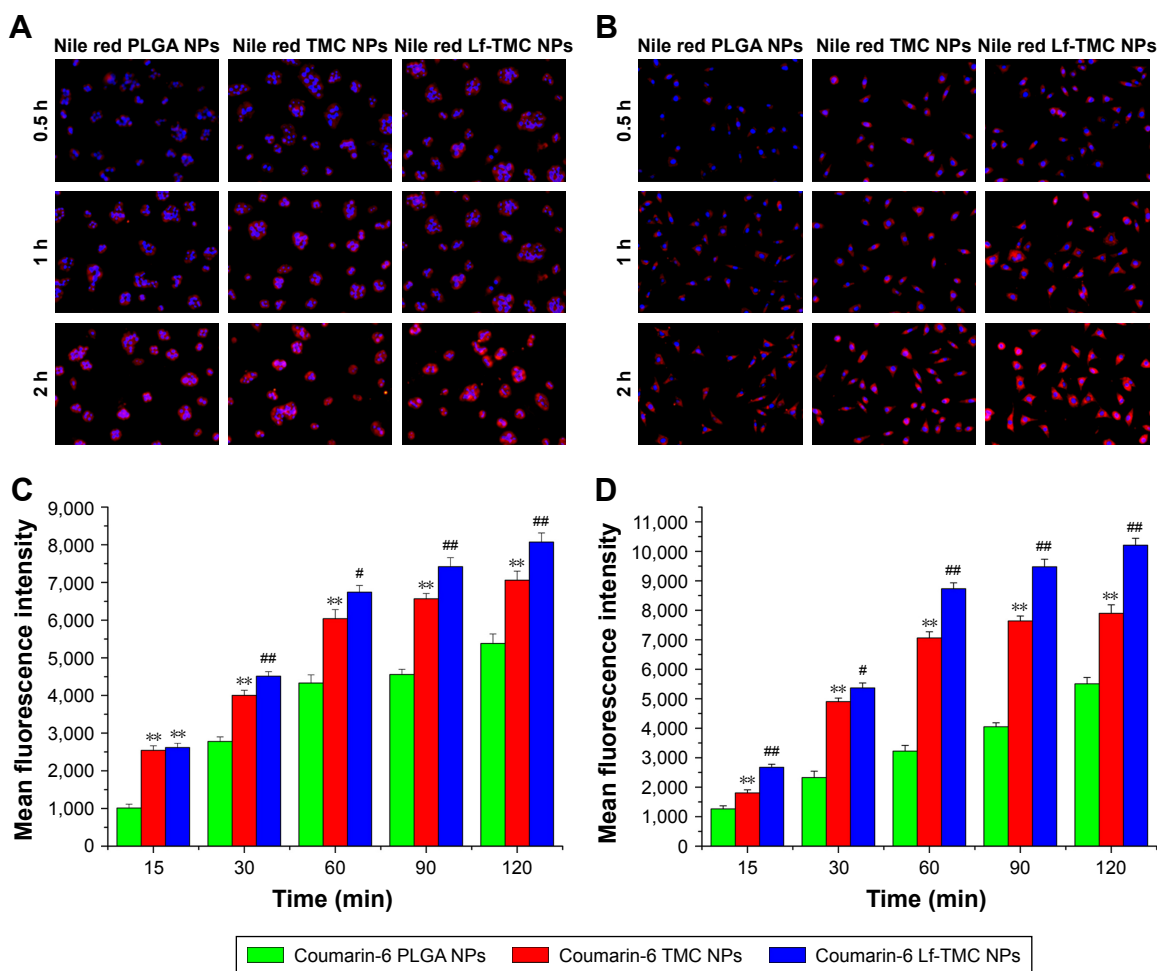 A
Nile red PLGA NPs Nile red TMC NPs Nile red Lf-TMC NPs
0.5 h
1 h
2 h
B
Nile red PLGA NPs Nile red TMC NPs Nile red Lf-TMC NPs
0.5 h
1 h
2 h
C
Mean fluorescence intensity
9,000
8,000
7,000
6,000
5,000
4,000
3,000
2,000
1,000
0
** **
** ##
** #
** ##
** ##
15 30 60 90 120
Time (min)
D
Mean fluorescence intensity
11,000
10,000
9,000
8,000
7,000
6,000
5,000
4,000
3,000
2,000
1,000
0
** ##
** #
** ##
** ##
** ##
15 30 60 90 120
Time (min)
Coumarin-6 PLGA NPs Coumarin-6 TMC NPs Coumarin-6 Lf-TMC NPs